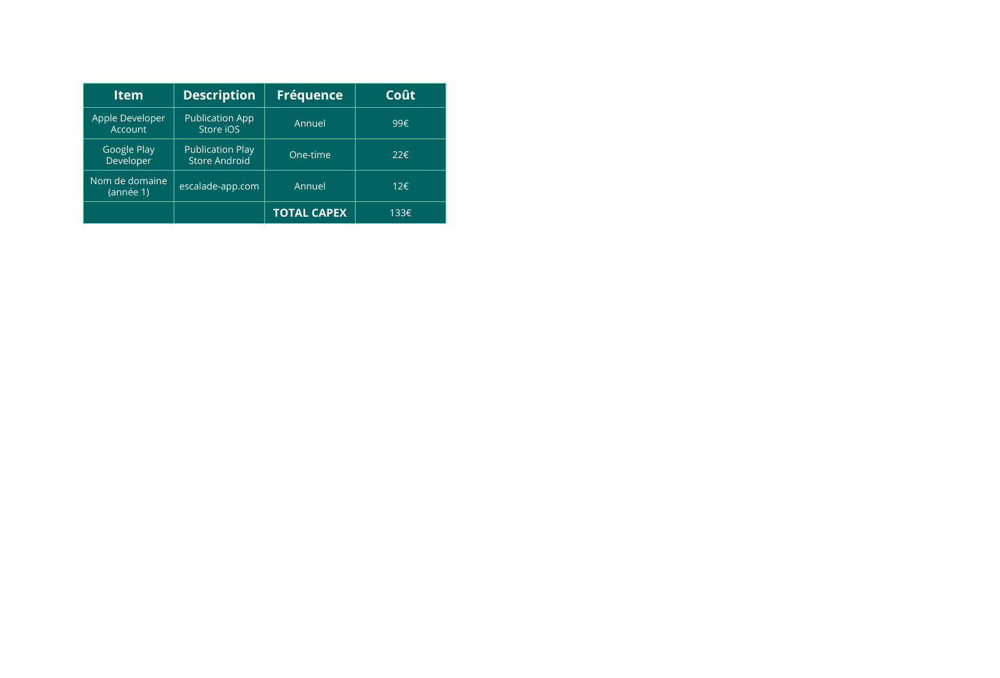 Item Description Fréquence Coût
Apple Developer Account Publication App Store iOS Annuel 99€
Google Play Developer Publication Play Store Android One-time 22€
Nom de domaine (année 1) escalade-app.com Annuel 12€
TOTAL CAPEX 133€